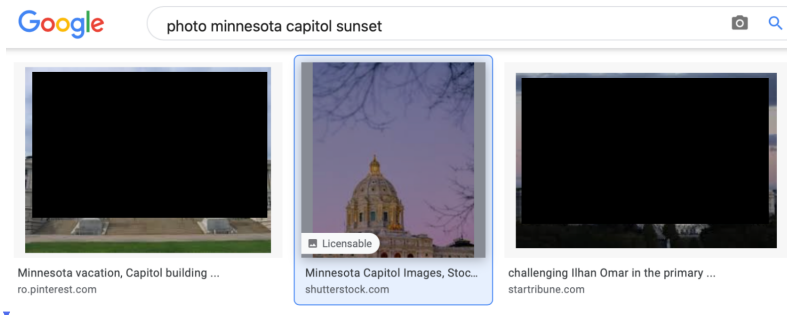 Google
photo minnesota capitol sunset
Licensable
Minnesota vacation, Capitol building ...
ro.pinterest.com
Minnesota Capitol Images, Stoc...
shutterstock.com
challenging Ilhan Omar in the primary ...
startribune.com